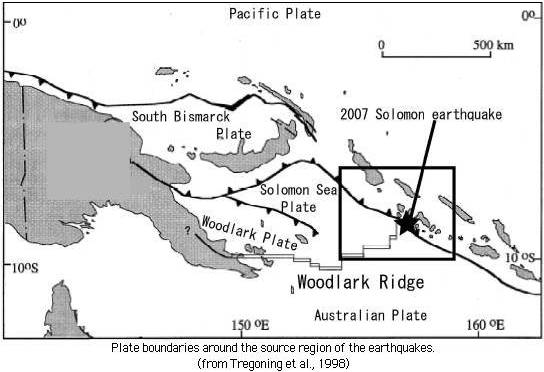 Pacific Plate
0°
0°
0
500 km
2007 Solomon earthquake
South Bismarck
Plate
Solomon Sea
Plate
Woodlark Plate
?
10°S
10°S
Woodlark Ridge
Australian Plate
150 °E
160 °E
Plate boundaries around the source region of the earthquakes.
(from Tregoning et al., 1998)